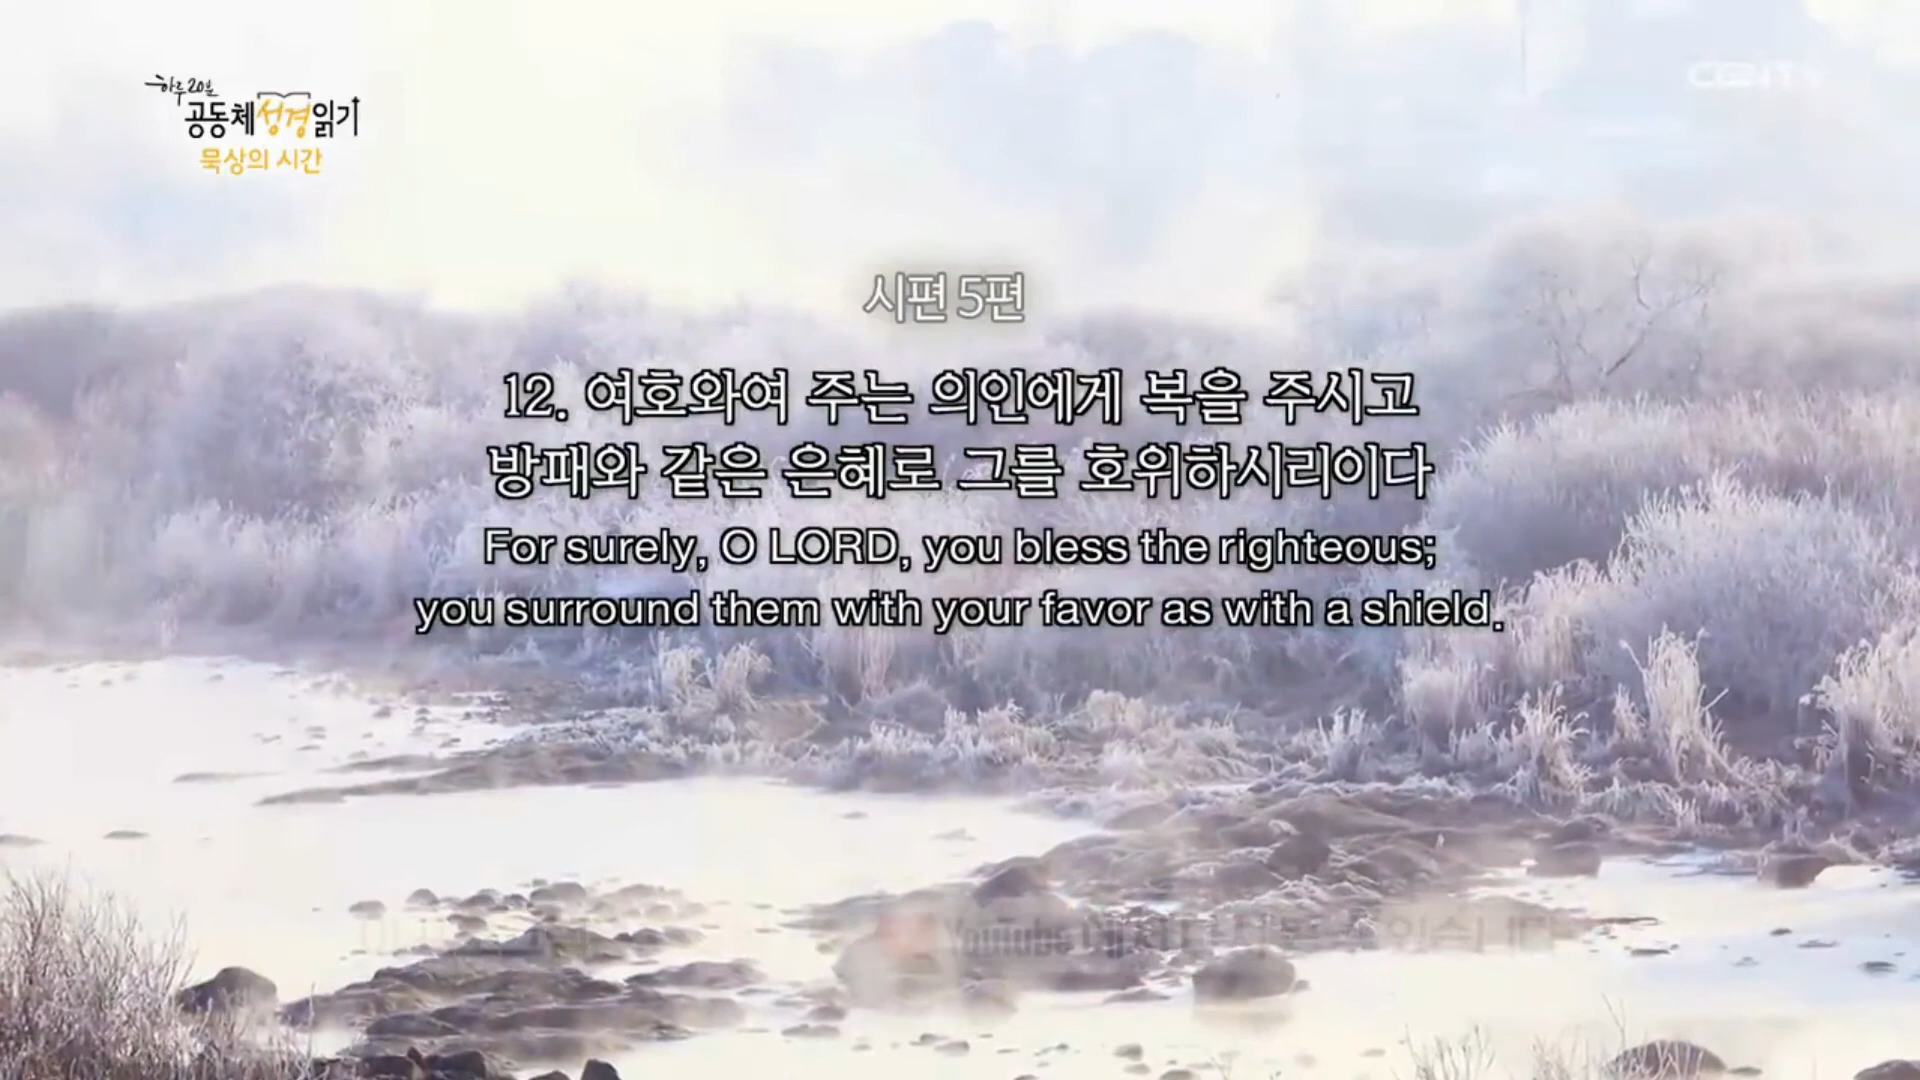 하루 20분
공동체성경읽기
묵상의 시간
CGNTV
시편 5편
12. 여호와여 주는 의인에게 복을 주시고
방패와 같은 은혜로 그를 호위하시리이다
For surely, O LORD, you bless the righteous;
you surround them with your favor as with a shield.
YouTube